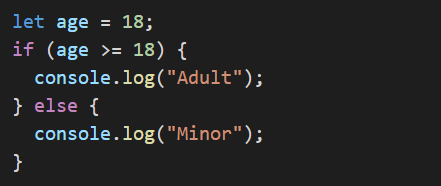 let age = 18;
if (age >= 18) {
  console.log("Adult");
} else {
  console.log("Minor");
}